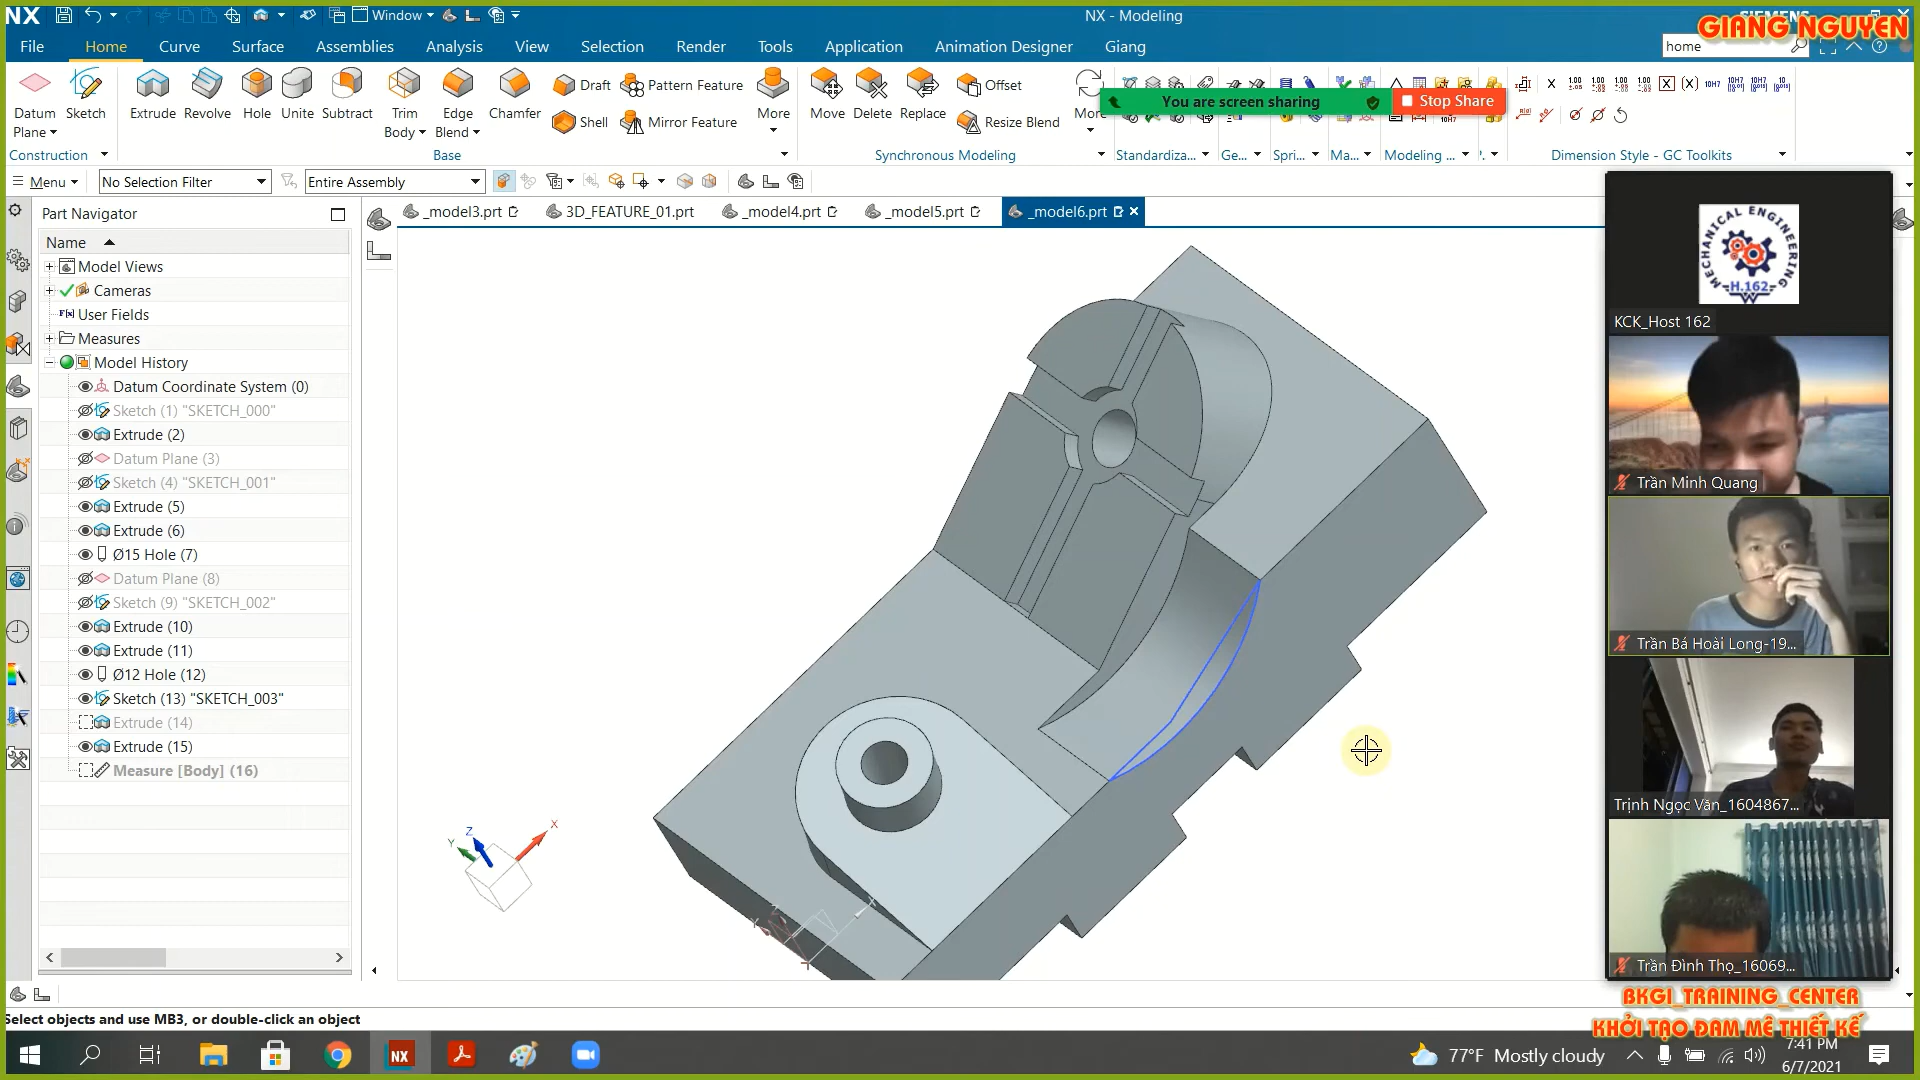 NX
Window
NX - Modeling
SIEMENS
GIANG NGUYEN
File
Home
Curve
Surface
Assemblies
Analysis
View
Selection
Render
Tools
Application
Animation Designer
Giang
home
Datum
Plane
Sketch
Extrude
Revolve
Hole
Unite
Subtract
Trim
Body
Edge
Blend
Chamfer
Draft
Shell
Pattern Feature
Mirror Feature
More
Move
Delete
Replace
Offset
Resize Blend
More
You are screen sharing
Stop Share
Construction
Base
Synchronous Modeling
Standardiza...
Ge...
Spri...
Ma...
Modeling ...
Dimension Style - GC Toolkits
Menu
No Selection Filter
Entire Assembly
Part Navigator
_model3.prt
3D_FEATURE_01.prt
_model4.prt
_model5.prt
_model6.prt
Name
Model Views
Cameras
User Fields
Measures
Model History
Datum Coordinate System (0)
Sketch (1) "SKETCH_000"
Extrude (2)
Datum Plane (3)
Sketch (4) "SKETCH_001"
Extrude (5)
Extrude (6)
Ø15 Hole (7)
Datum Plane (8)
Sketch (9) "SKETCH_002"
Extrude (10)
Extrude (11)
Ø12 Hole (12)
Sketch (13) "SKETCH_003"
Extrude (14)
Extrude (15)
Measure [Body] (16)
Z
Y
X
MECHANICAL ENGINEERING
H.162
KCK_Host 162
Trần Minh Quang
Trần Bá Hoài Long-19...
Trịnh Ngọc Văn_1604867...
Trần Đình Thọ_16069...
BKGI_TRAINING_CENTER
KHỞI TẠO ĐAM MÊ THIẾT KẾ
Select objects and use MB3, or double-click an object
NX
77°F Mostly cloudy
7:41 PM
6/7/2021